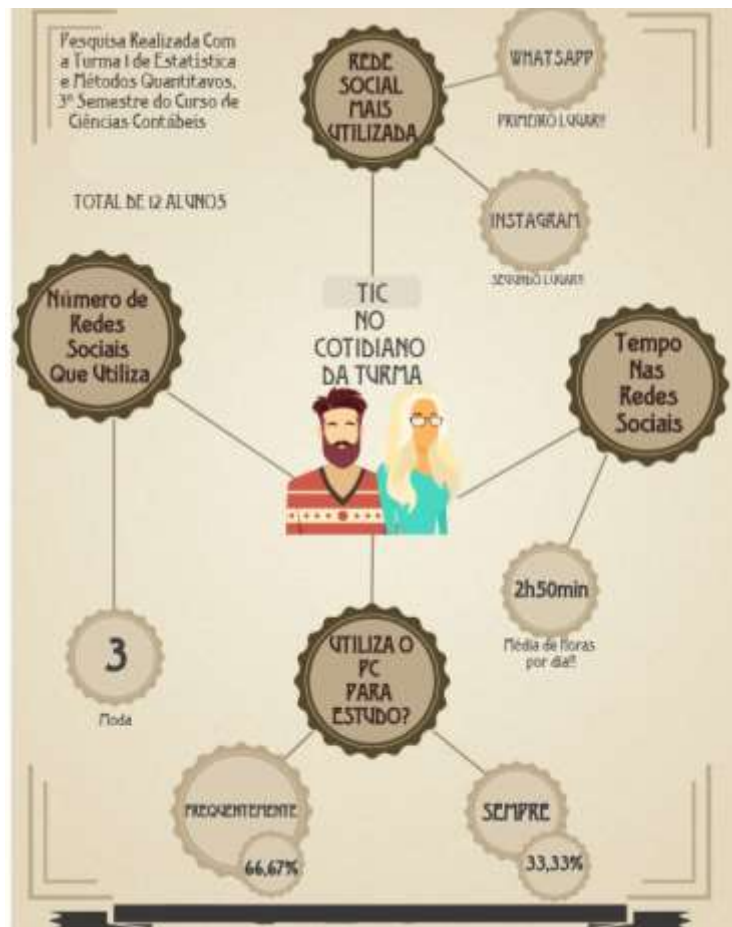 Pesquisa Realizada Com
a Turma 1 de Estatística
e Métodos Quantitavos,
3º Semestre do Curso de
Ciências Contábeis
TOTAL DE 12 ALUNOS
REDE
SOCIAL
MAIS
UTILIZADA
WHATSAPP
PRIMEIRO LUGAR!!
INSTAGRAM
SEGUNDO LUGAR!!
TIC
NO
COTIDIANO
DA TURMA
Número de
Redes
Sociais
Que Utiliza
3
Moda
Tempo
Nas
Redes
Sociais
2h50min
Média de Horas
por dia!!
UTILIZA O
PC
PARA
ESTUDO?
FREQUENTEMENTE
66,67%
SEMPRE
33,33%